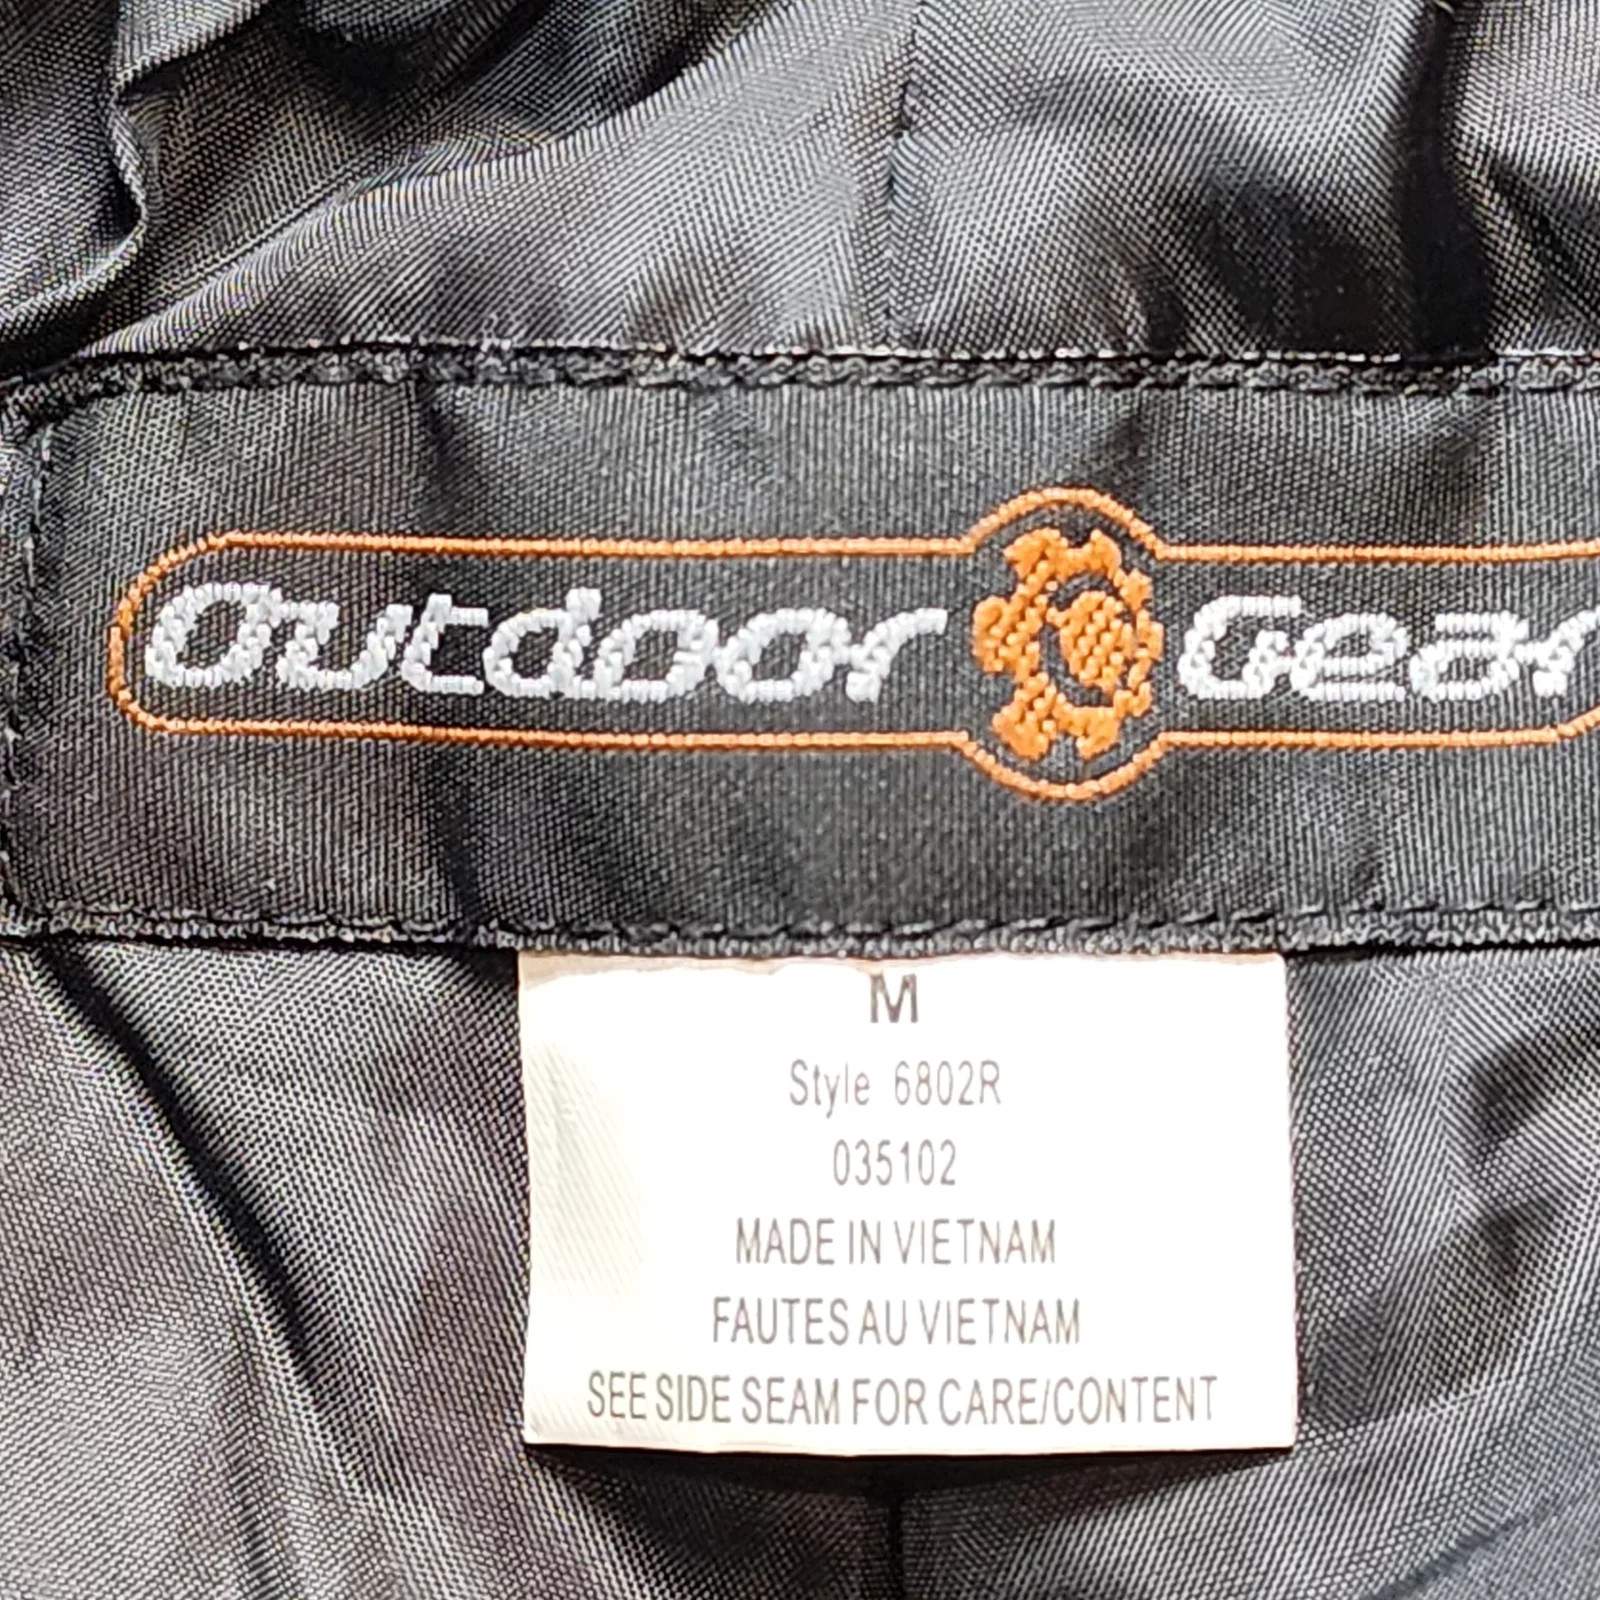 Outdoor Gear
M
Style 6802R
035102
MADE IN VIETNAM
FAUTES AU VIETNAM
SEE SIDE SEAM FOR CARE/CONTENT